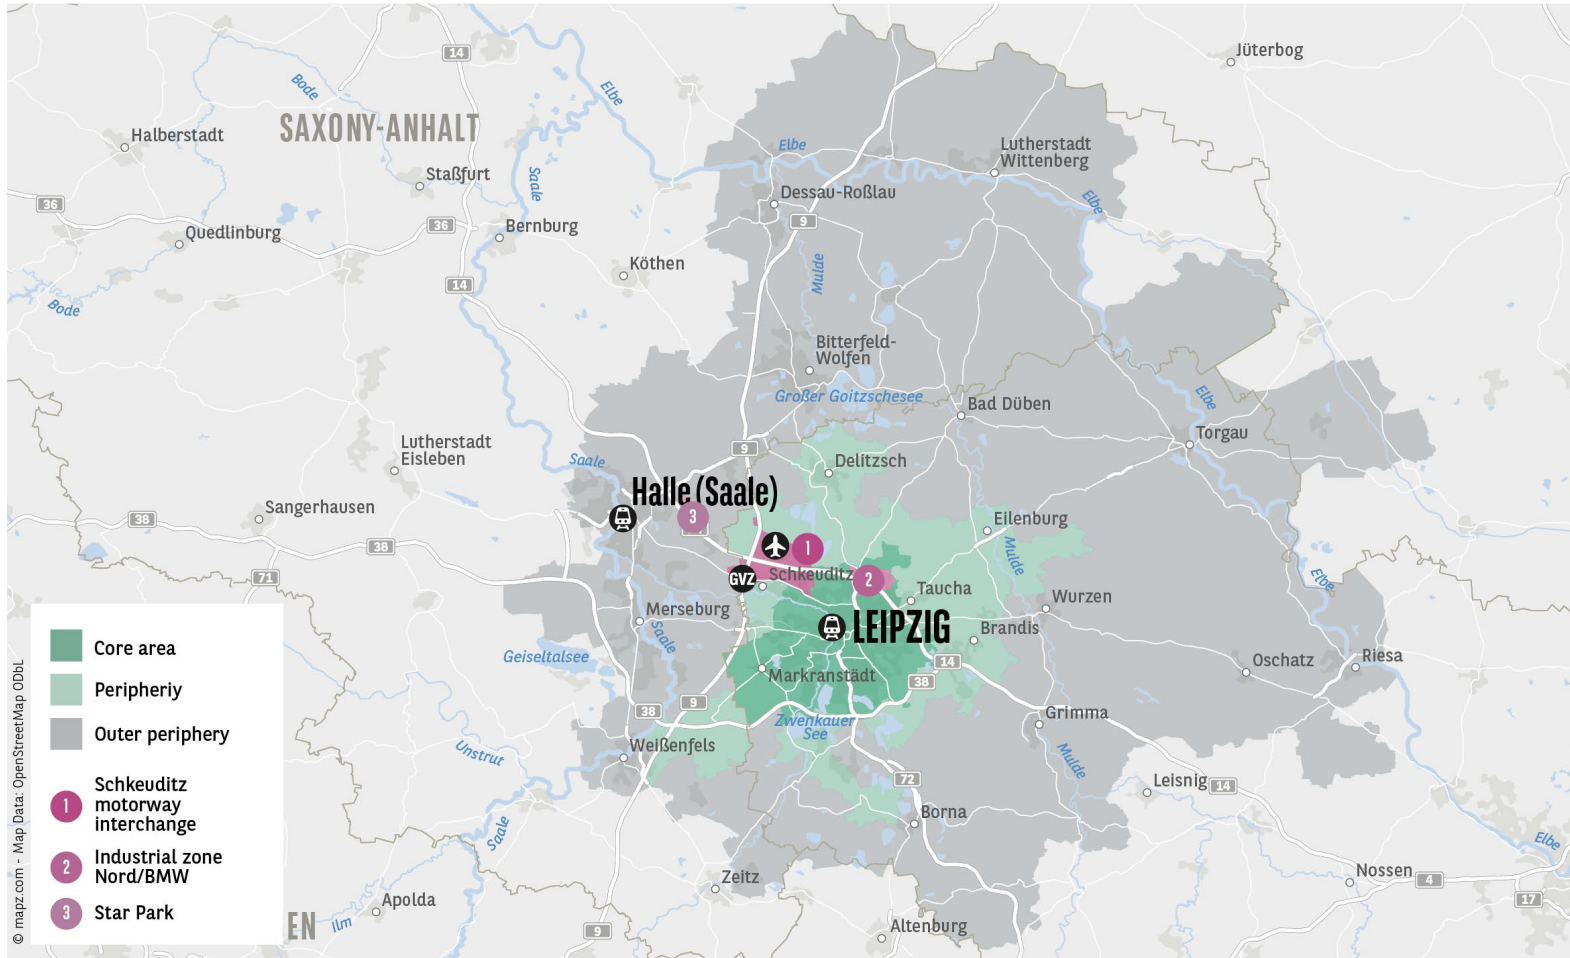 14
Jüterbog
Bode
Elbe
SAXONY-ANHALT
Halberstadt
Elbe
Lutherstadt
Wittenberg
Staßfurt
Saale
Dessau-Roßlau
36
Elbe
36
9
Quedlinburg
Bernburg
Köthen
Mulde
14
Bode
Bitterfeld-
Wolfen
Großer Goitzschesee
Elbe
Bad Düben
Torgau
Lutherstadt
Eisleben
9
Saale
Delitzsch
Halle (Saale)
Sangerhausen
38
3
Eilenburg
38
1
Mulde
71
GVZ
Schkeuditz
2
Taucha
Elbe
Wurzen
Merseburg
LEIPZIG
Brandis
Saale
Geiseltalsee
14
Oschatz
Riesa
Markranstädt
38
9
38
Zwenkauer
See
Grimma
Weißenfels
Unstrut
Mulde
72
Leisnig
14
Borna
Saale
Elbe
Zeitz
Nossen
4
Apolda
17
EN
Ilm
9
Altenburg
Core area
Peripheriy
Outer periphery
1
Schkeuditz
motorway
interchange
2
Industrial zone
Nord/BMW
3
Star Park
© mapz.com - Map Data: OpenStreetMap ODbL